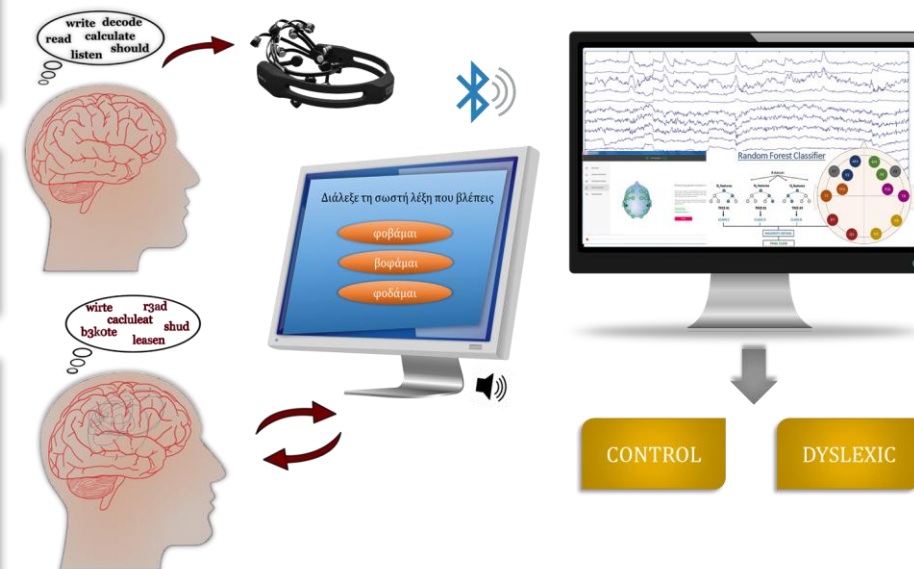 write decode
read calculate
listen should
wirte r3ad
cacluleat
b3kote shud
leasen
Διάλεξε τη σωστή λέξη που βλέπεις
φοβάμαι
βοφάμαι
φοδάμαι
Random Forest Classifier
CONTROL
DYSLEXIC